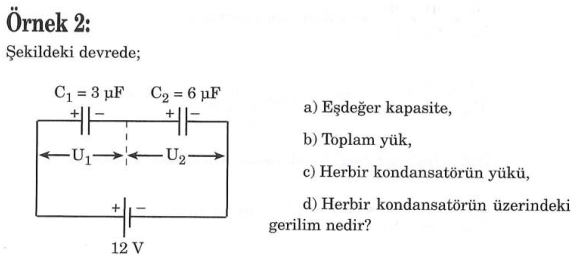 Örnek 2:
Şekildeki devrede;
C₁ = 3 µF C₂ = 6 µF
+ − + −
U₁ U₂
+ −
12 V
a) Eşdeğer kapasite,
b) Toplam yük,
c) Herbir kondansatörün yükü,
d) Herbir kondansatörün üzerindeki
gerilim nedir?